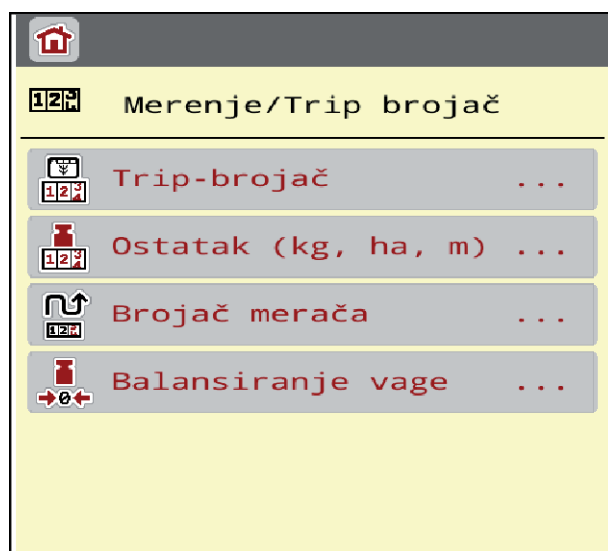 Merenje/Trip brojač
Trip-brojač ...
Ostatak (kg, ha, m) ...
Brojač merača ...
Balansiranje vage ...